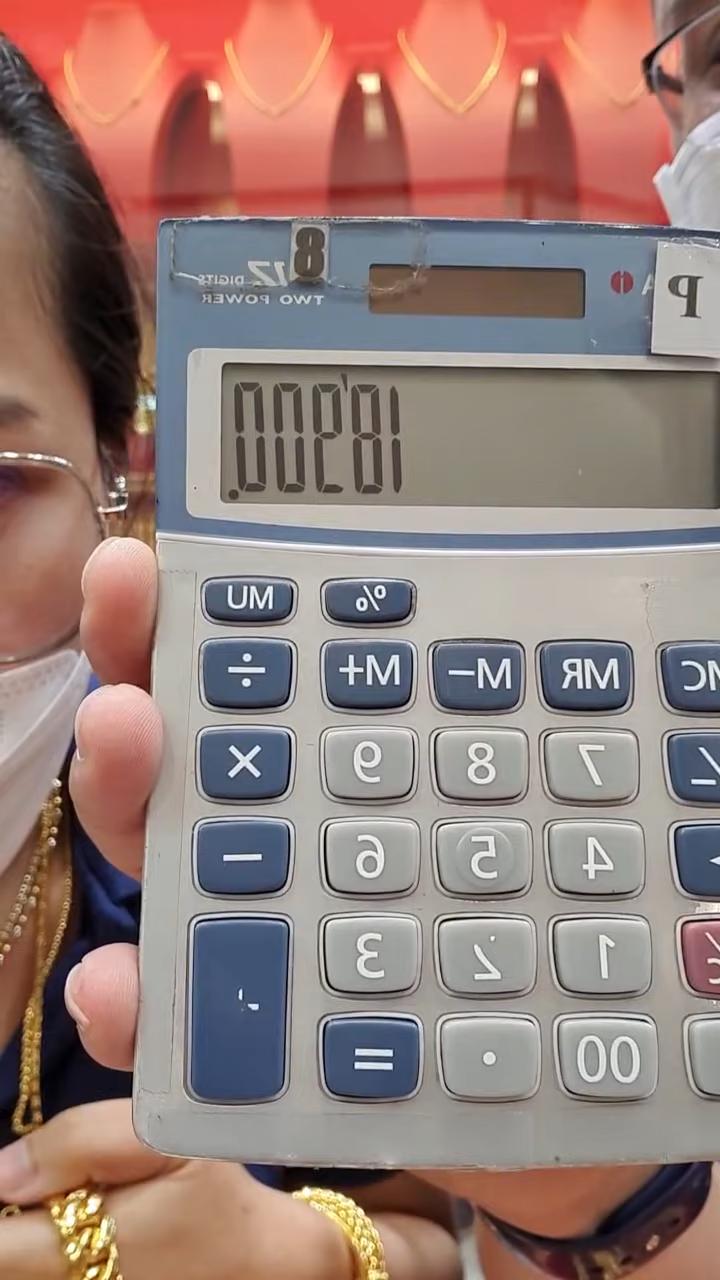 P 8
12 DIGITS
TWO POWER
18,900.
% MU
MC MR M− M+ ÷
7 8 9 ×
4 5 6 −
1 2 3
00 • =